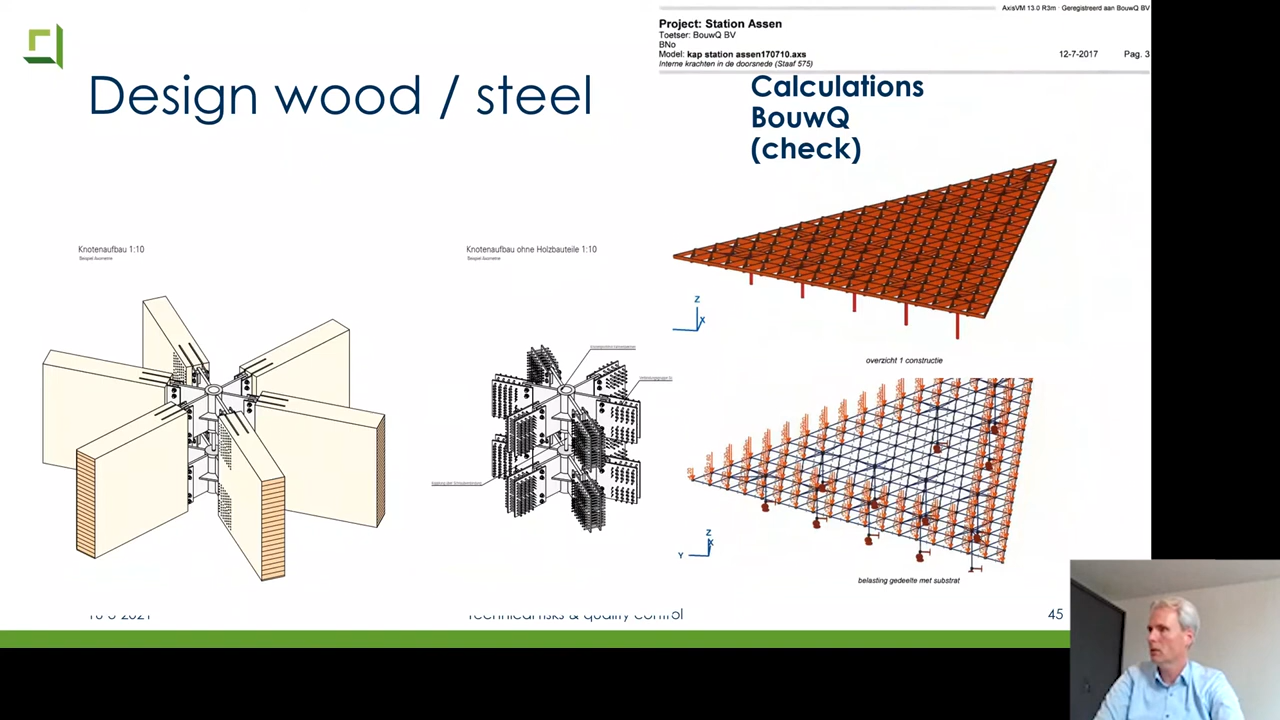 AxisVM 13.0 R3m · Geregistreerd aan BouwQ BV
Project: Station Assen
Toetser: BouwQ BV
BNo
Model: kap station assen170710.axs
12-7-2017 Pag. 3
Interne krachten in de doorsnede (Staaf 575)
Design wood / steel
Calculations
BouwQ
(check)
Knotenaufbau 1:10
Knotenaufbau ohne Holzbauteile 1:10
Z
X
overzicht 1 constructie
Z
X
Y
belasting gedeelte met substrat
Technical risks & quality control
45